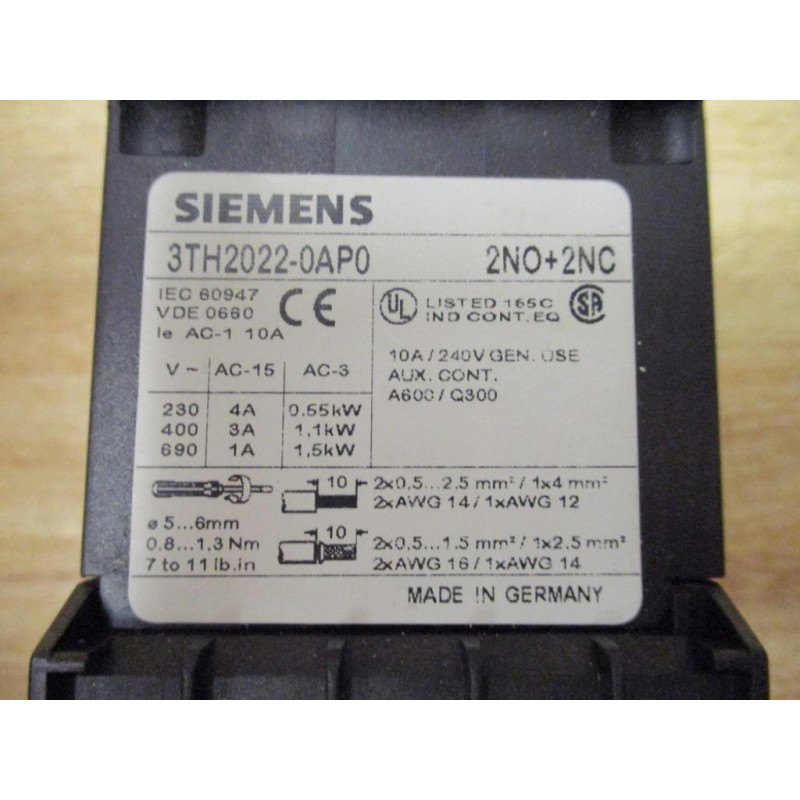 SIEMENS
3TH2022-0AP0 2NO+2NC
IEC 60947
VDE 0660
Ie AC-1 10A
CE
UL LISTED 165C
IND CONT.EQ
SA
10A / 240V GEN. USE
AUX. CONT.
A600 / Q300
V~ AC-15 AC-3
230 4A 0.55kW
400 3A 1,1kW
690 1A 1,5kW
10 2x0,5...2,5 mm² / 1x4 mm²
2xAWG 14 / 1xAWG 12
ø 5...6mm
0.8...1,3 Nm
7 to 11 lb.in
10 2x0,5...1.5 mm² / 1x2,5 mm²
2xAWG 16 / 1xAWG 14
MADE IN GERMANY